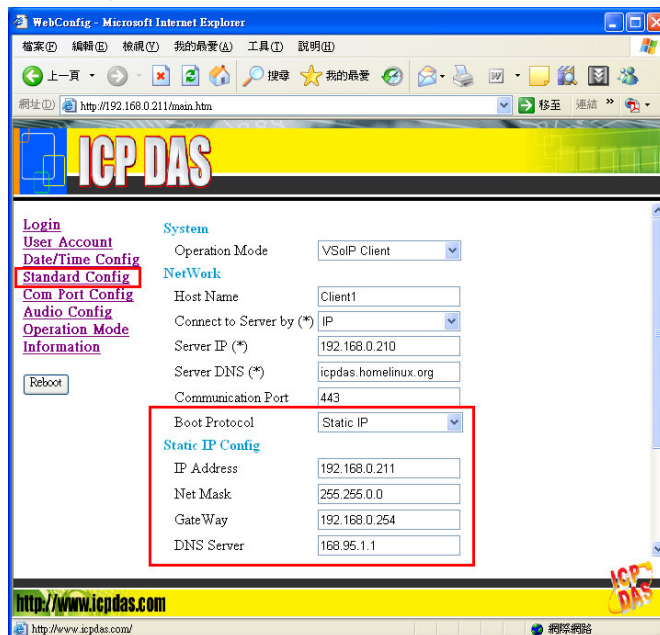 WebConfig - Microsoft Internet Explorer
檔案(F) 編輯(E) 檢視(V) 我的最愛(A) 工具(T) 說明(H)
上一頁 搜尋 我的最愛
網址(D) http://192.168.0.211/main.htm 移至 連結 »
ICP DAS
Login
User Account
Date/Time Config
Standard Config
Com Port Config
Audio Config
Operation Mode
Information
Reboot
System
Operation Mode VSoIP Client
NetWork
Host Name Client1
Connect to Server by (*) IP
Server IP (*) 192.168.0.210
Server DNS (*) icpdas.homelinux.org
Communication Port 443
Boot Protocol Static IP
Static IP Config
IP Address 192.168.0.211
Net Mask 255.255.0.0
GateWay 192.168.0.254
DNS Server 168.95.1.1
http://www.icpdas.com
ICP DAS
http://www.icpdas.com/ 網際網路